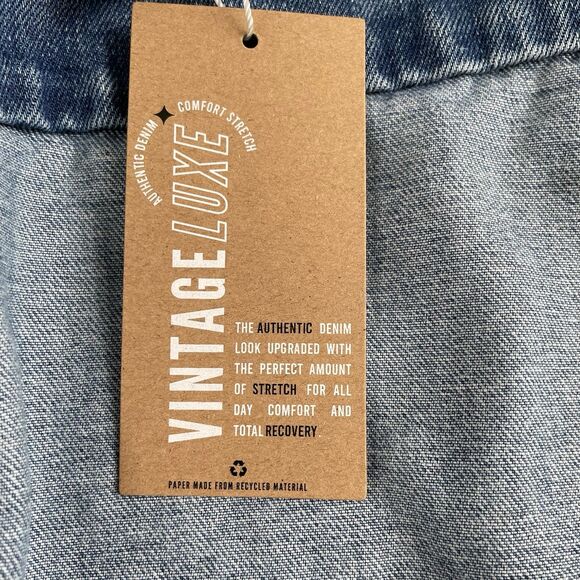 AUTHENTIC DENIM COMFORT STRETCH
VINTAGE LUXE
THE AUTHENTIC DENIM
LOOK UPGRADED WITH
THE PERFECT AMOUNT
OF STRETCH FOR ALL
DAY COMFORT AND
TOTAL RECOVERY
PAPER MADE FROM RECYCLED MATERIAL